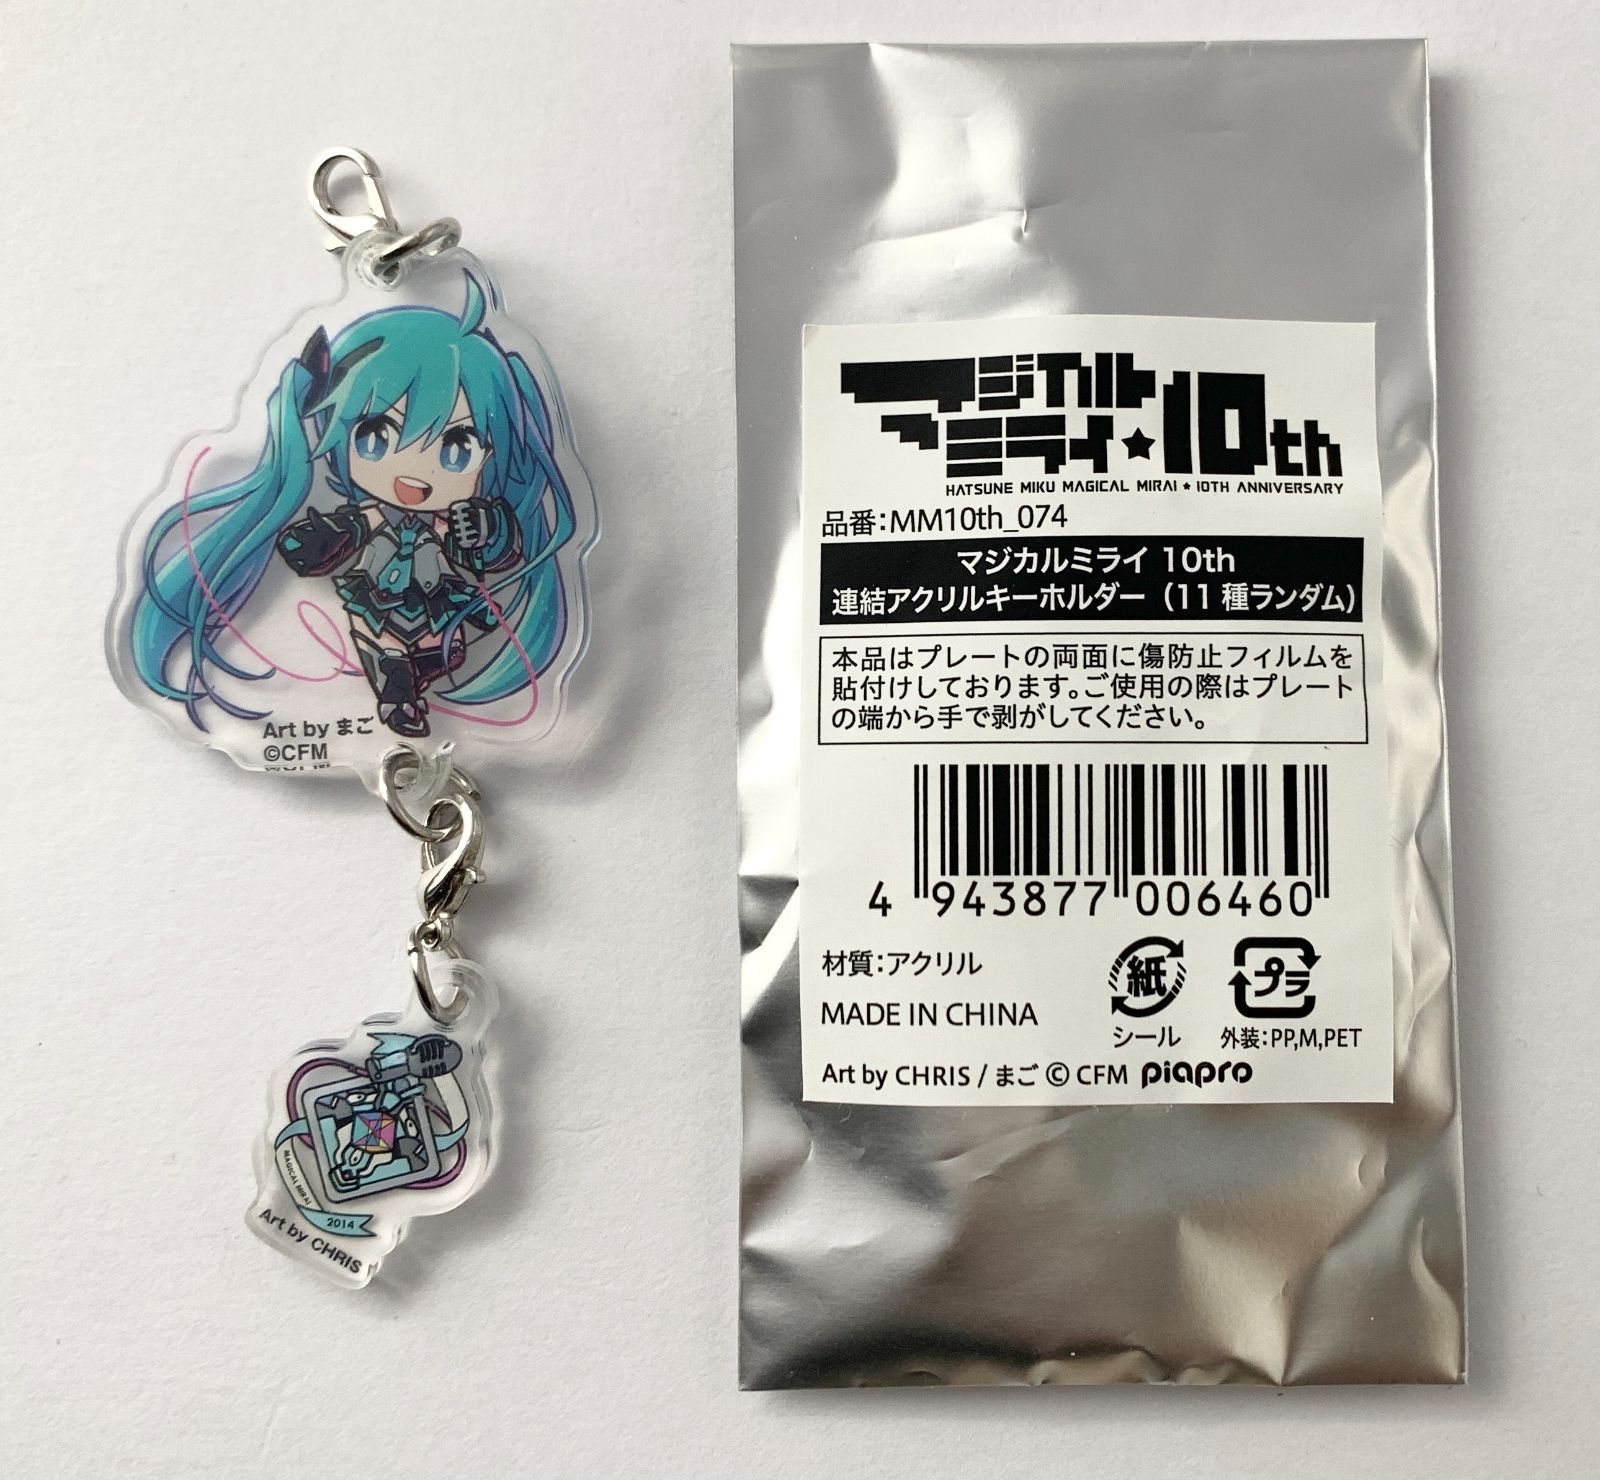 Art by まご
©CFM
MAGICAL MIRAI
2014
Art by CHRIS
マジカル
ミライ★10th
HATSUNE MIKU MAGICAL MIRAI ★ 10TH ANNIVERSARY
品番：MM10th_074
マジカルミライ 10th
連結アクリルキーホルダー（11 種ランダム）
本品はプレートの両面に傷防止フィルムを
貼付けしております。ご使用の際はプレート
の端から手で剥がしてください。
4 943877 006460
材質：アクリル
MADE IN CHINA
紙
シール
プラ
外装：PP,M,PET
Art by CHRIS / まご © CFM piapro